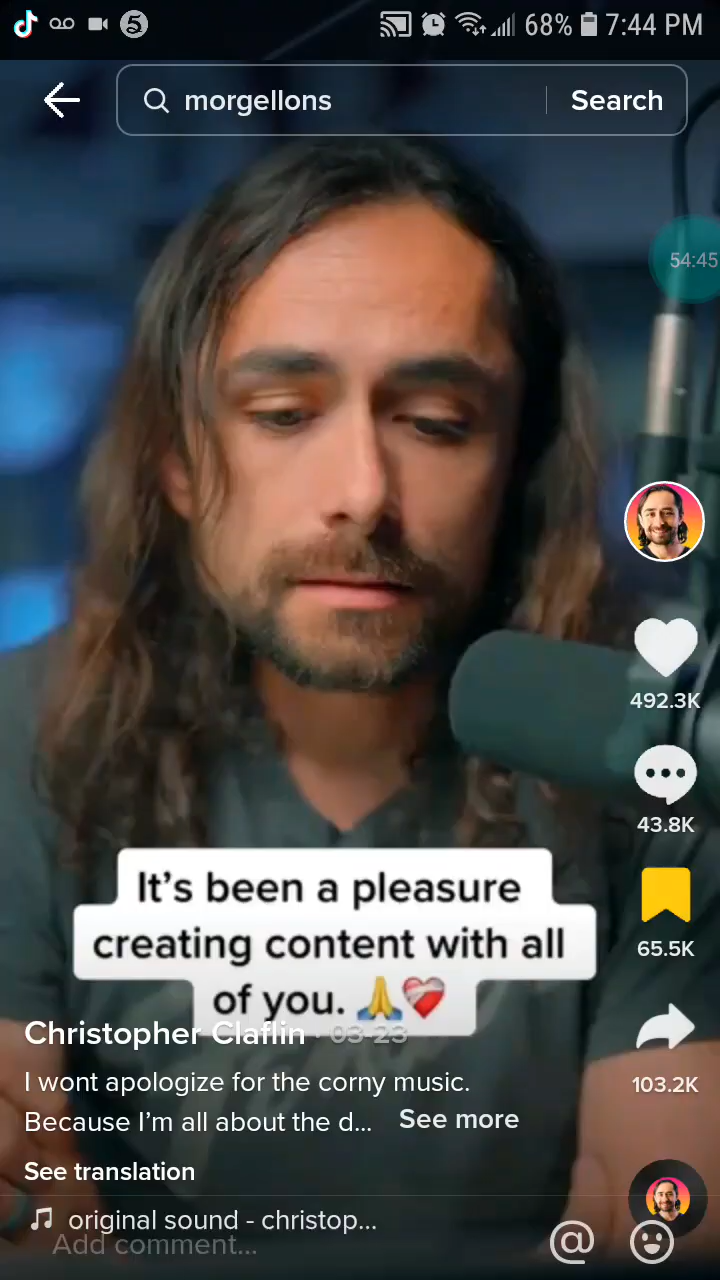 68% 7:44 PM
morgellons Search
54:45
492.3K
43.8K
It's been a pleasure
creating content with all
of you. 🙏❤️‍🩹
65.5K
Christopher Claflin · 03-23
I wont apologize for the corny music.
Because I'm all about the d... See more
103.2K
See translation
original sound - christop...
Add comment...